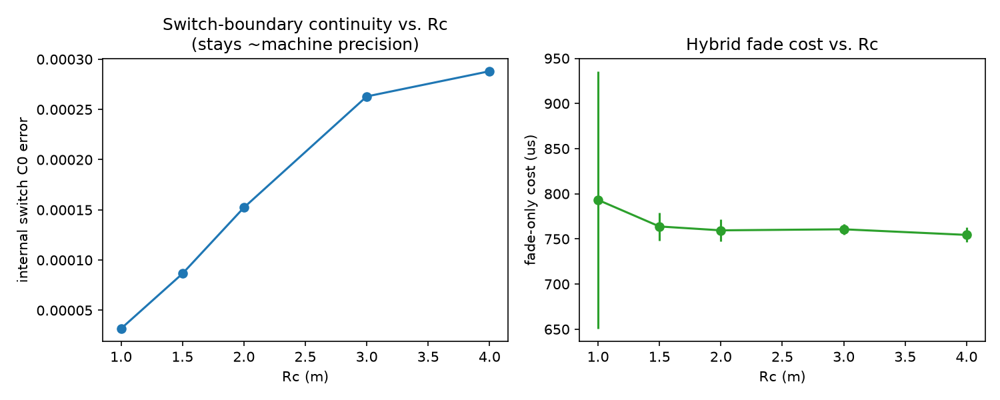 Switch-boundary continuity vs. Rc
(stays ~machine precision)
0.00030
0.00025
0.00020
0.00015
0.00010
0.00005
internal switch C0 error
1.0 1.5 2.0 2.5 3.0 3.5 4.0
Rc (m)
Hybrid fade cost vs. Rc
950
900
850
800
750
700
650
fade-only cost (us)
1.0 1.5 2.0 2.5 3.0 3.5 4.0
Rc (m)